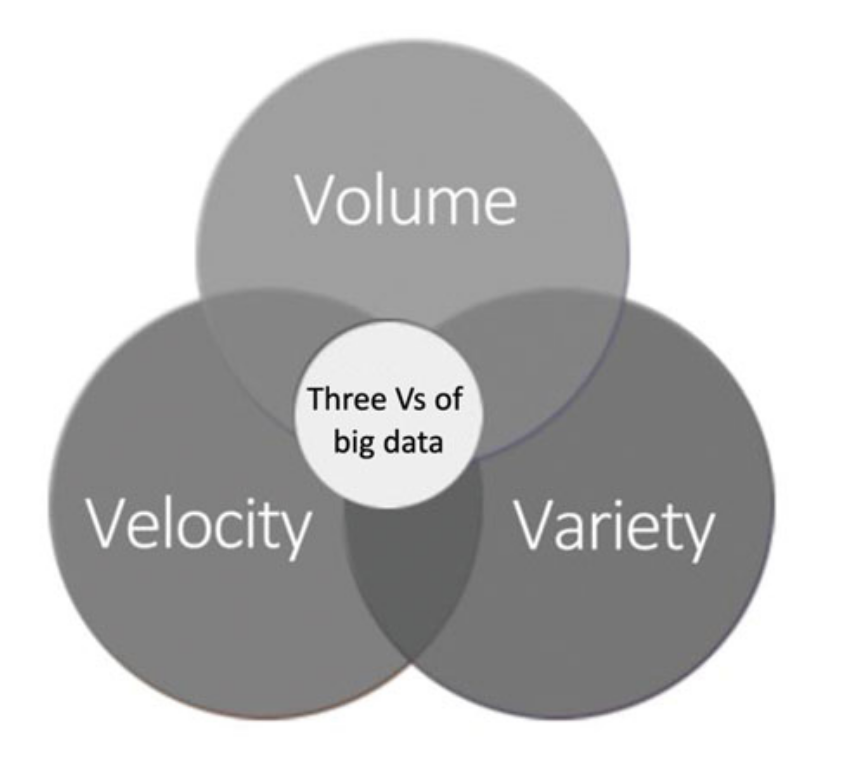 Volume
Three Vs of
big data
Velocity
Variety